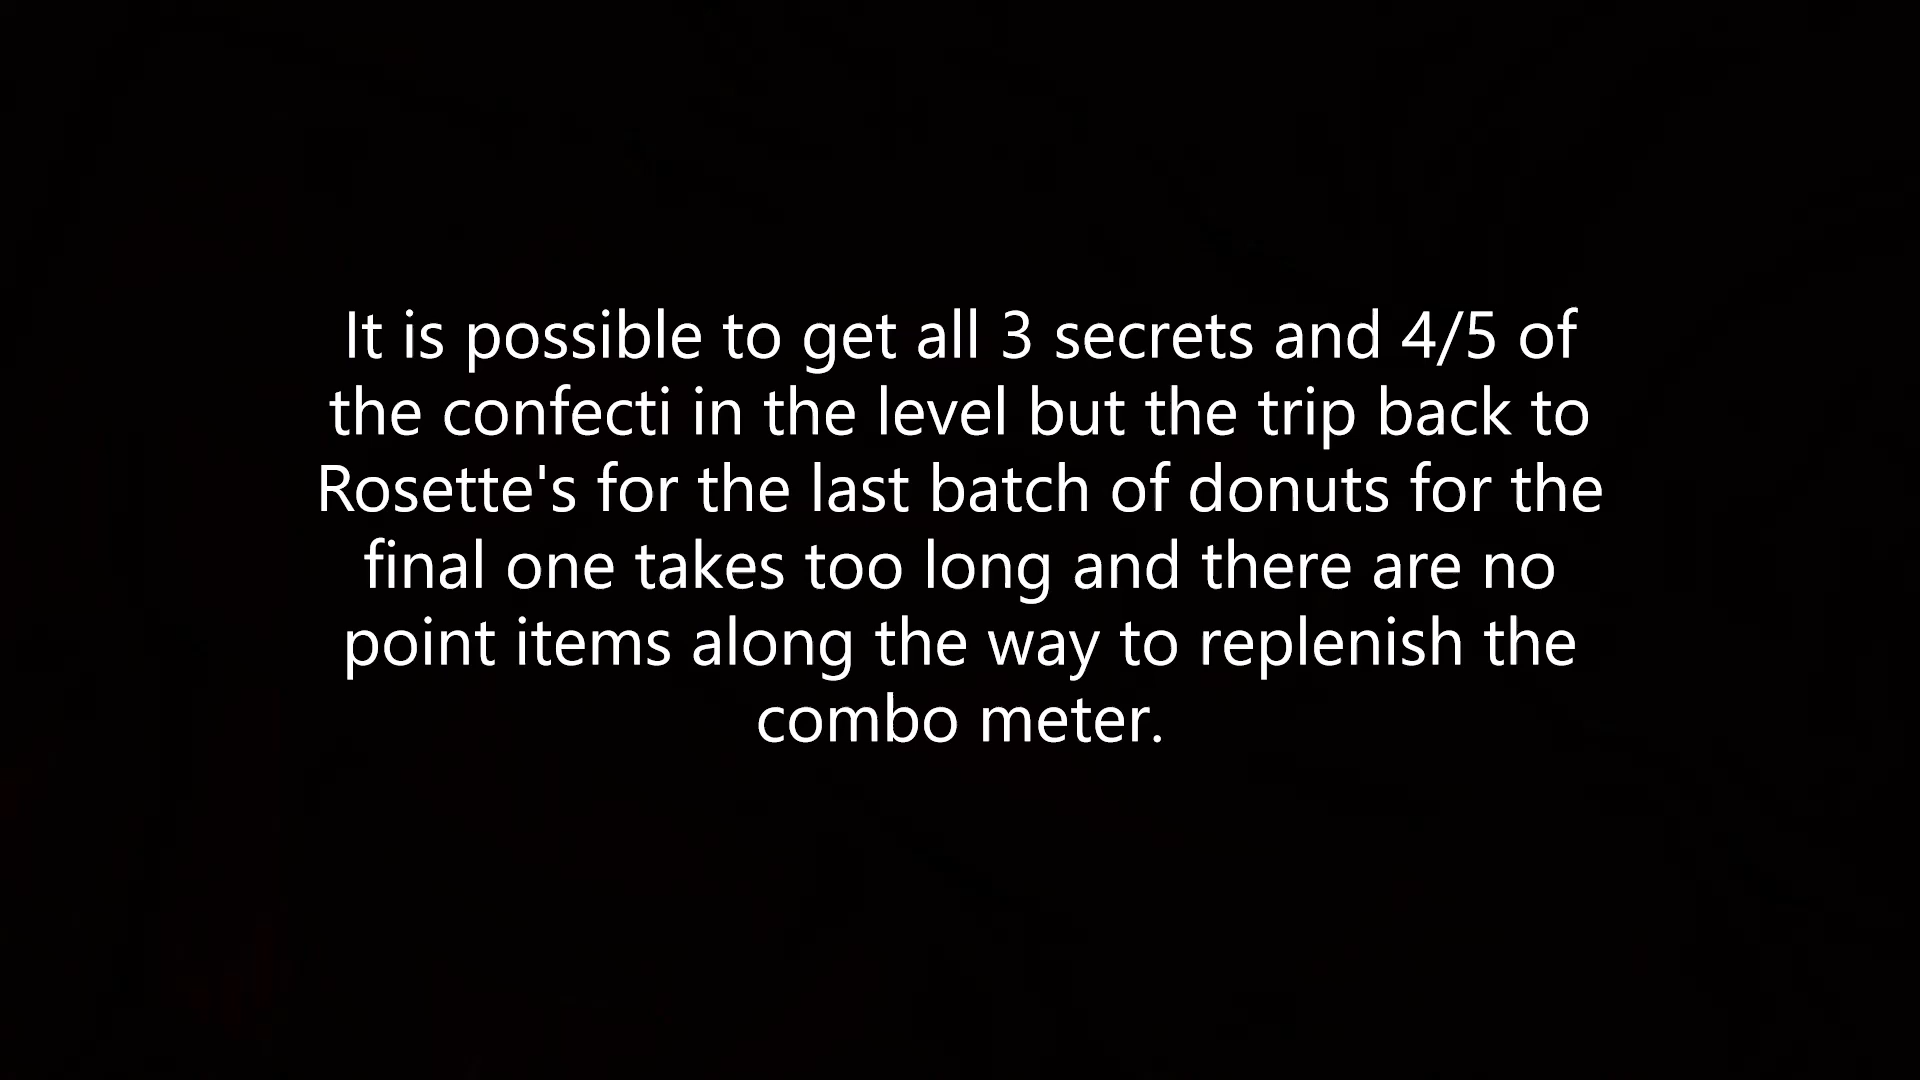 It is possible to get all 3 secrets and 4/5 of
the confecti in the level but the trip back to
Rosette's for the last batch of donuts for the
final one takes too long and there are no
point items along the way to replenish the
combo meter.